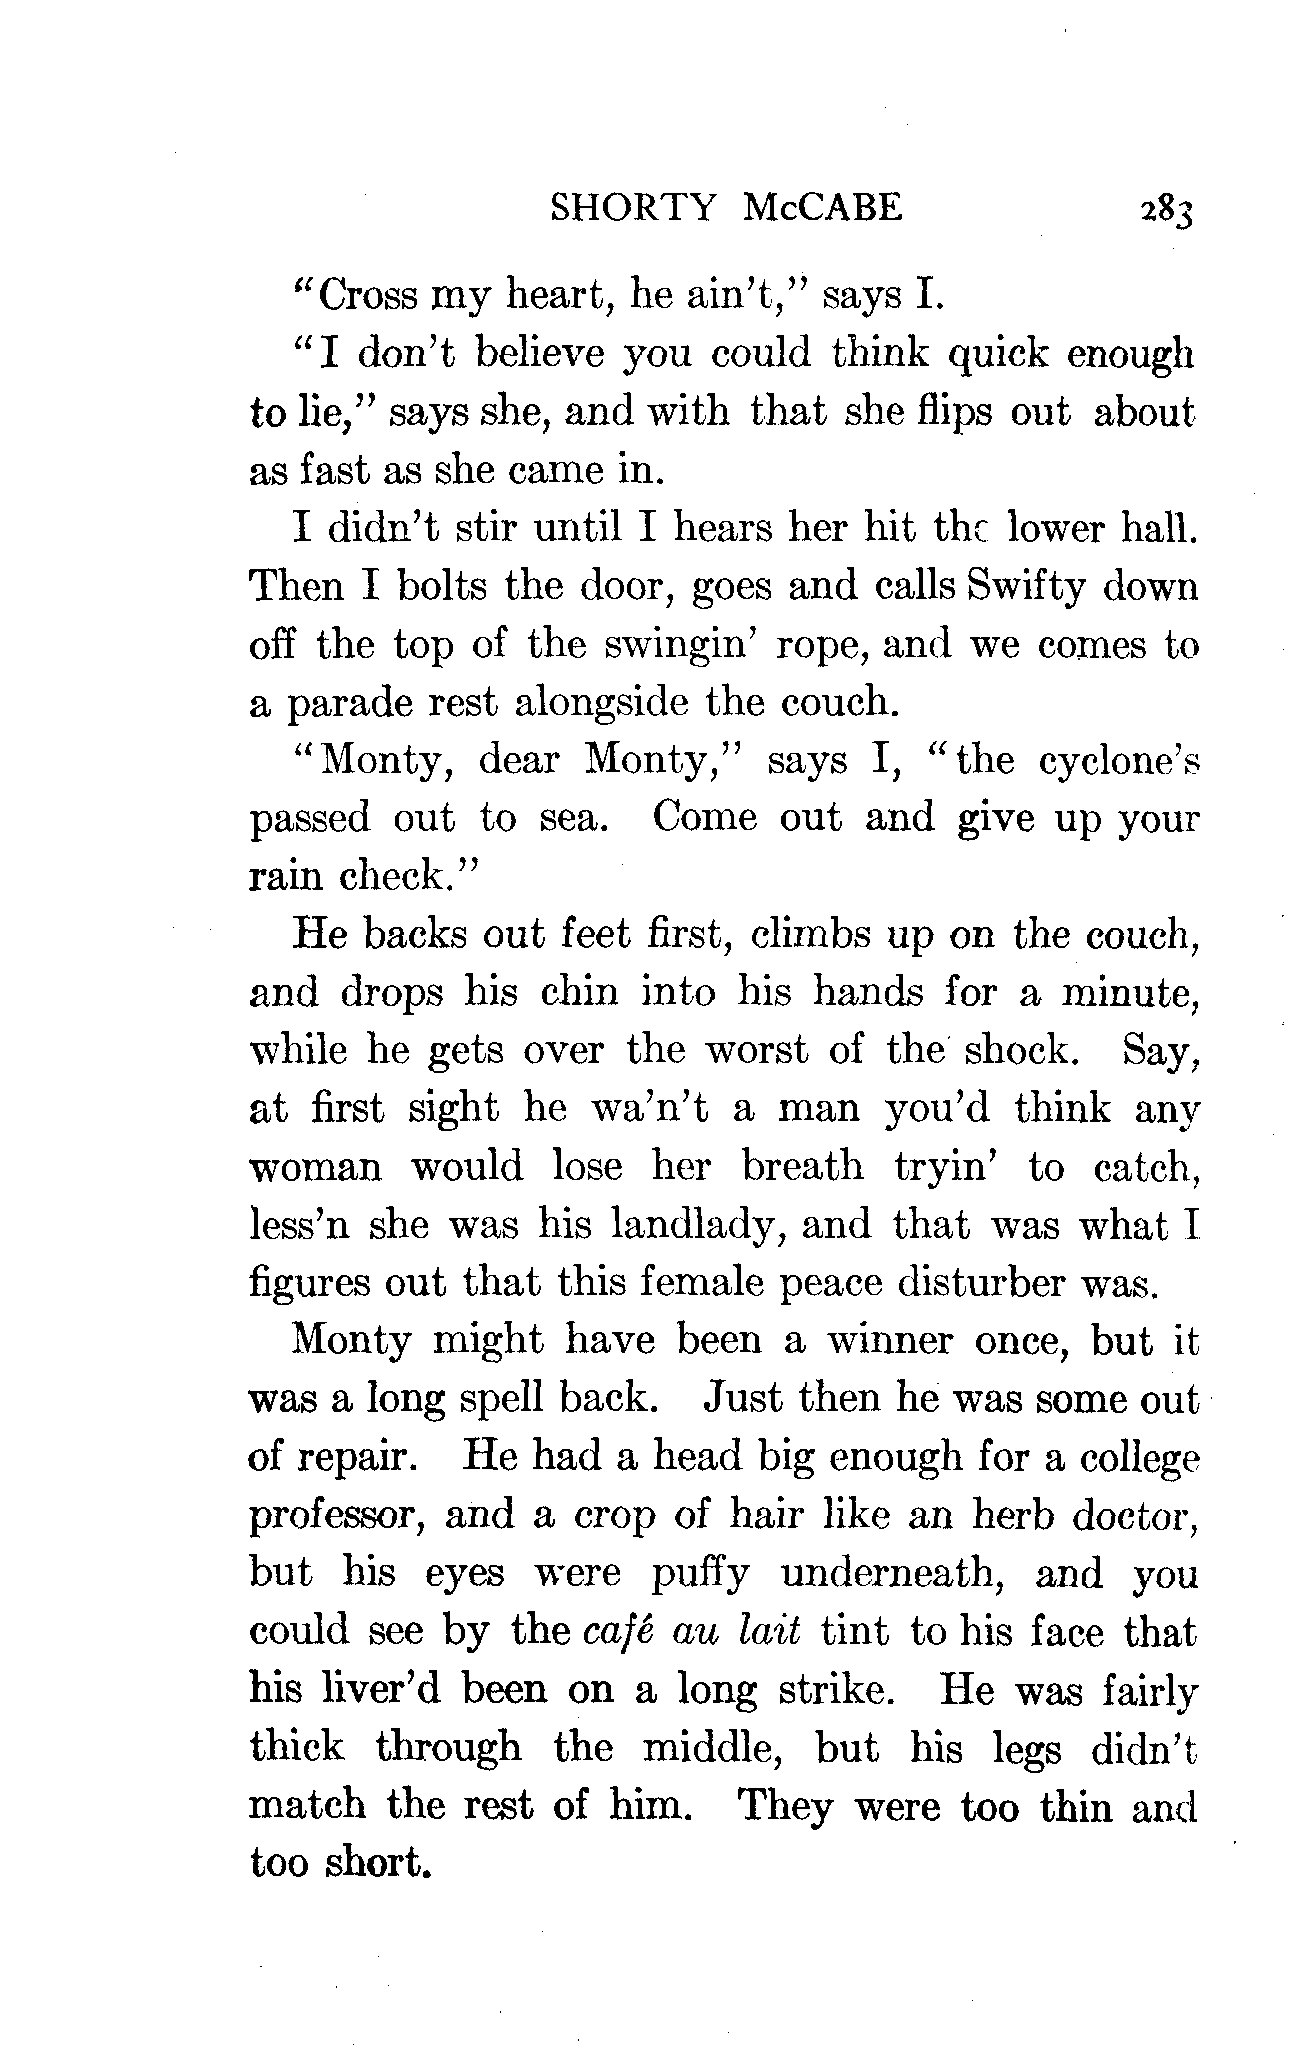 SHORTY McCABE 283
"Cross my heart, he ain't," says I.
"I don't believe you could think quick enough
to lie," says she, and with that she flips out about
as fast as she came in.
I didn't stir until I hears her hit the lower hall.
Then I bolts the door, goes and calls Swifty down
off the top of the swingin' rope, and we comes to
a parade rest alongside the couch.
"Monty, dear Monty," says I, "the cyclone's
passed out to sea. Come out and give up your
rain check."
He backs out feet first, climbs up on the couch,
and drops his chin into his hands for a minute,
while he gets over the worst of the shock. Say,
at first sight he wa'n't a man you'd think any
woman would lose her breath tryin' to catch,
less'n she was his landlady, and that was what I
figures out that this female peace disturber was.
Monty might have been a winner once, but it
was a long spell back. Just then he was some out
of repair. He had a head big enough for a college
professor, and a crop of hair like an herb doctor,
but his eyes were puffy underneath, and you
could see by the café au lait tint to his face that
his liver'd been on a long strike. He was fairly
thick through the middle, but his legs didn't
match the rest of him. They were too thin and
too short.